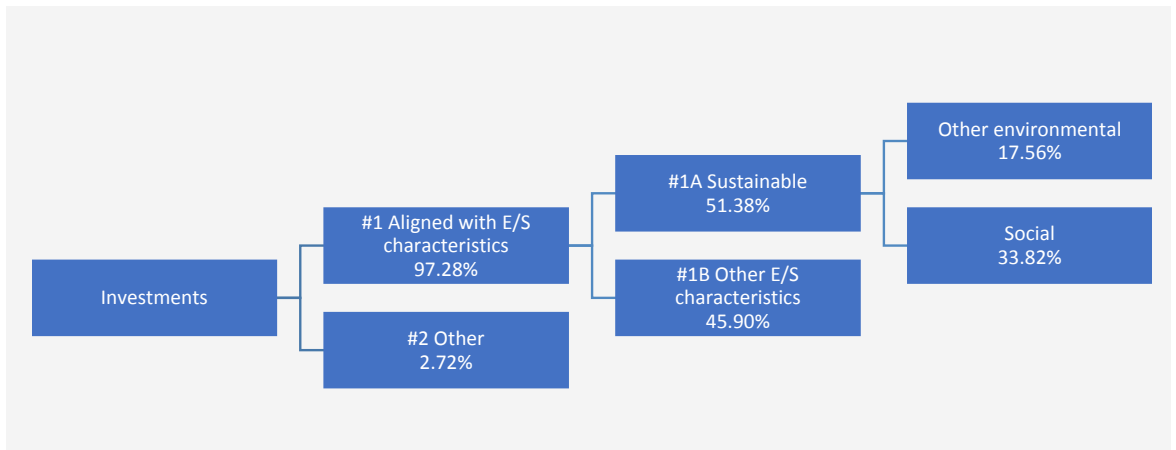 Investments
#1 Aligned with E/S
characteristics
97.28%
#2 Other
2.72%
#1A Sustainable
51.38%
#1B Other E/S
characteristics
45.90%
Other environmental
17.56%
Social
33.82%